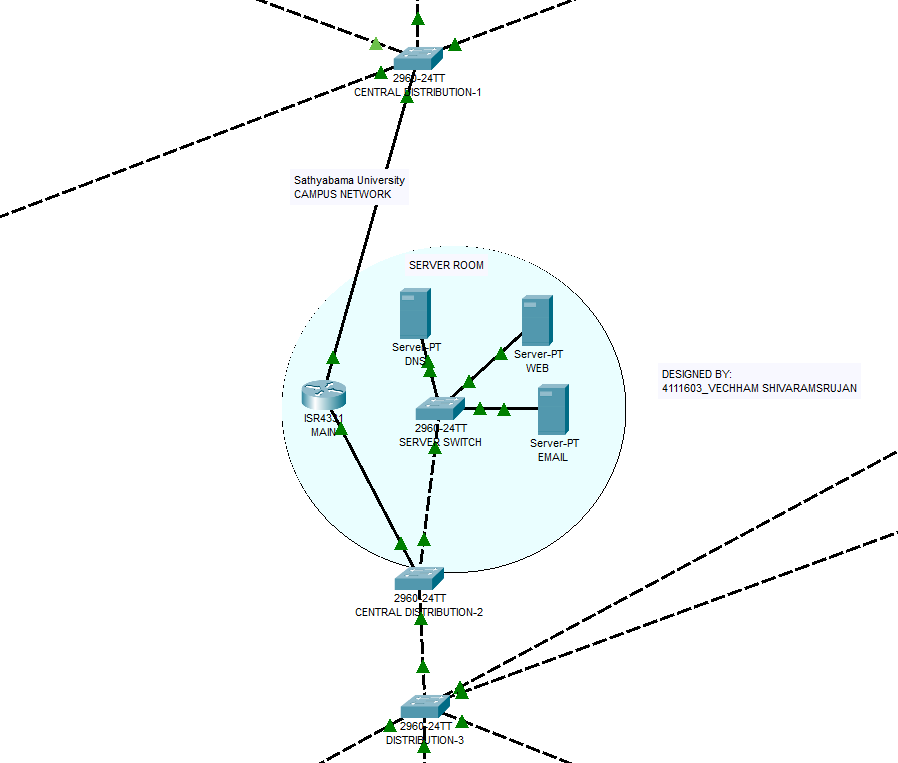 2960-24TT
CENTRAL DISTRIBUTION-1
Sathyabama University
CAMPUS NETWORK
SERVER ROOM
Server-PT
DNS
Server-PT
WEB
DESIGNED BY:
4111603_VECHHAM SHIVARAMSRUJAN
ISR4331
MAIN
2960-24TT
SERVER SWITCH
Server-PT
EMAIL
2960-24TT
CENTRAL DISTRIBUTION-2
2960-24TT
DISTRIBUTION-3